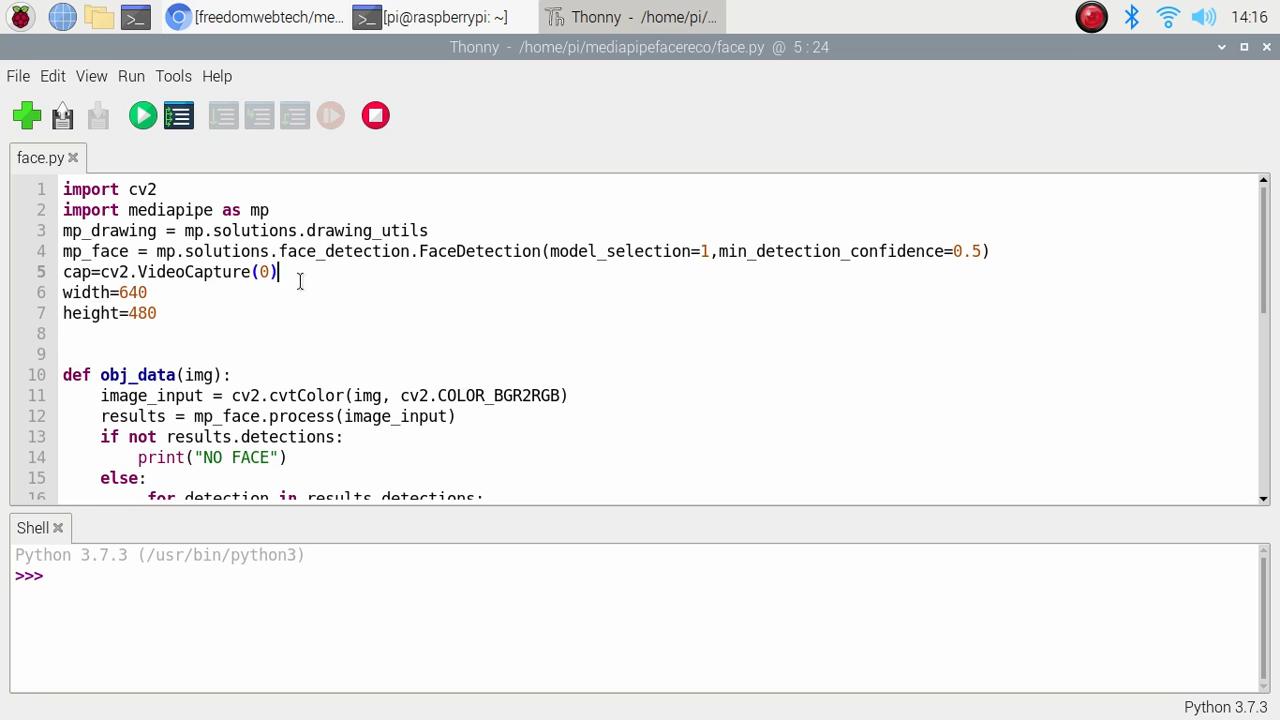 [freedomwebtech/me...
[pi@raspberrypi: ~]
Thonny - /home/pi/...
14:16
Thonny - /home/pi/mediapipefacereco/face.py @ 5 : 24
File Edit View Run Tools Help
face.py
1 import cv2
2 import mediapipe as mp
3 mp_drawing = mp.solutions.drawing_utils
4 mp_face = mp.solutions.face_detection.FaceDetection(model_selection=1,min_detection_confidence=0.5)
5 cap=cv2.VideoCapture(0)
6 width=640
7 height=480
8
9
10 def obj_data(img):
11 image_input = cv2.cvtColor(img, cv2.COLOR_BGR2RGB)
12 results = mp_face.process(image_input)
13 if not results.detections:
14 print("NO FACE")
15 else:
16 for detection in results.detections:
Shell
Python 3.7.3 (/usr/bin/python3)
>>>
Python 3.7.3